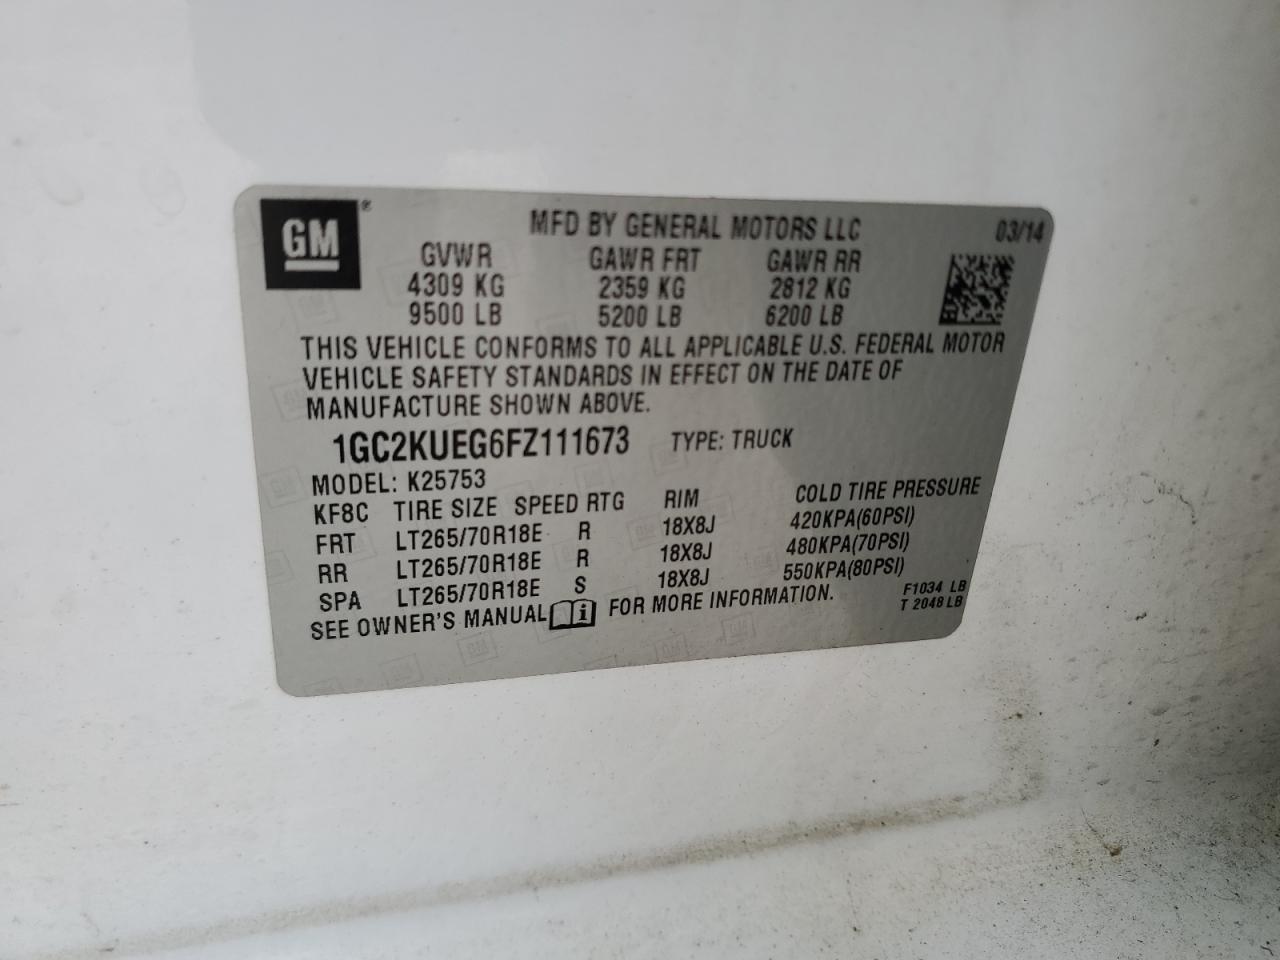 GM®
MFD BY GENERAL MOTORS LLC 03/14
GVWR GAWR FRT GAWR RR
4309 KG 2359 KG 2812 KG
9500 LB 5200 LB 6200 LB
THIS VEHICLE CONFORMS TO ALL APPLICABLE U.S. FEDERAL MOTOR
VEHICLE SAFETY STANDARDS IN EFFECT ON THE DATE OF
MANUFACTURE SHOWN ABOVE.
1GC2KUEG6FZ111673 TYPE: TRUCK
MODEL: K25753
KF8C TIRE SIZE SPEED RTG RIM COLD TIRE PRESSURE
FRT LT265/70R18E R 18X8J 420KPA(60PSI)
RR LT265/70R18E R 18X8J 480KPA(70PSI)
SPA LT265/70R18E S 18X8J 550KPA(80PSI)
SEE OWNER'S MANUAL i FOR MORE INFORMATION.
F1034 LB
T 2048 LB